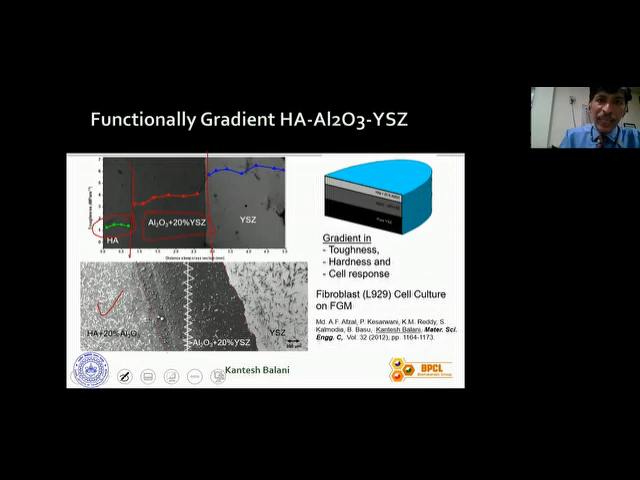 Functionally Gradient HA-Al2O3-YSZ
HA
Al₂O₃+20%YSZ
YSZ
Gradient in
- Toughness,
- Hardness and
- Cell response
Fibroblast (L929) Cell Culture
on FGM
Md. A.F. Afzal, P. Kesarwani, K.M. Reddy, S.
Kalmodia, B. Basu, Kantesh Balani, Mater. Sci.
Engg. C, Vol. 32 (2012), pp. 1164-1173.
HA+20%Al₂O₃
Al₂O₃+20%YSZ
YSZ
Kantesh Balani
BPCL